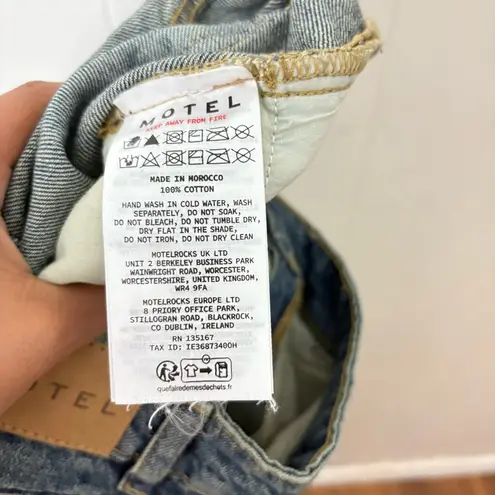 MOTEL
KEEP AWAY FROM FIRE
MADE IN MOROCCO
100% COTTON
HAND WASH IN COLD WATER, WASH
SEPARATELY, DO NOT SOAK,
DO NOT BLEACH, DO NOT TUMBLE DRY,
DRY FLAT IN THE SHADE,
DO NOT IRON, DO NOT DRY CLEAN
MOTELROCKS UK LTD
UNIT 2 BERKELEY BUSINESS PARK
WAINWRIGHT ROAD, WORCESTER,
WORCESTERSHIRE, UNITED KINGDOM,
WR4 9FA
MOTELROCKS EUROPE LTD
8 PRIORY OFFICE PARK,
STILLOGRAN ROAD, BLACKROCK,
CO DUBLIN, IRELAND
RN 135167
TAX ID: IE3687340OH
quefairedemesdechets.fr
MOTEL